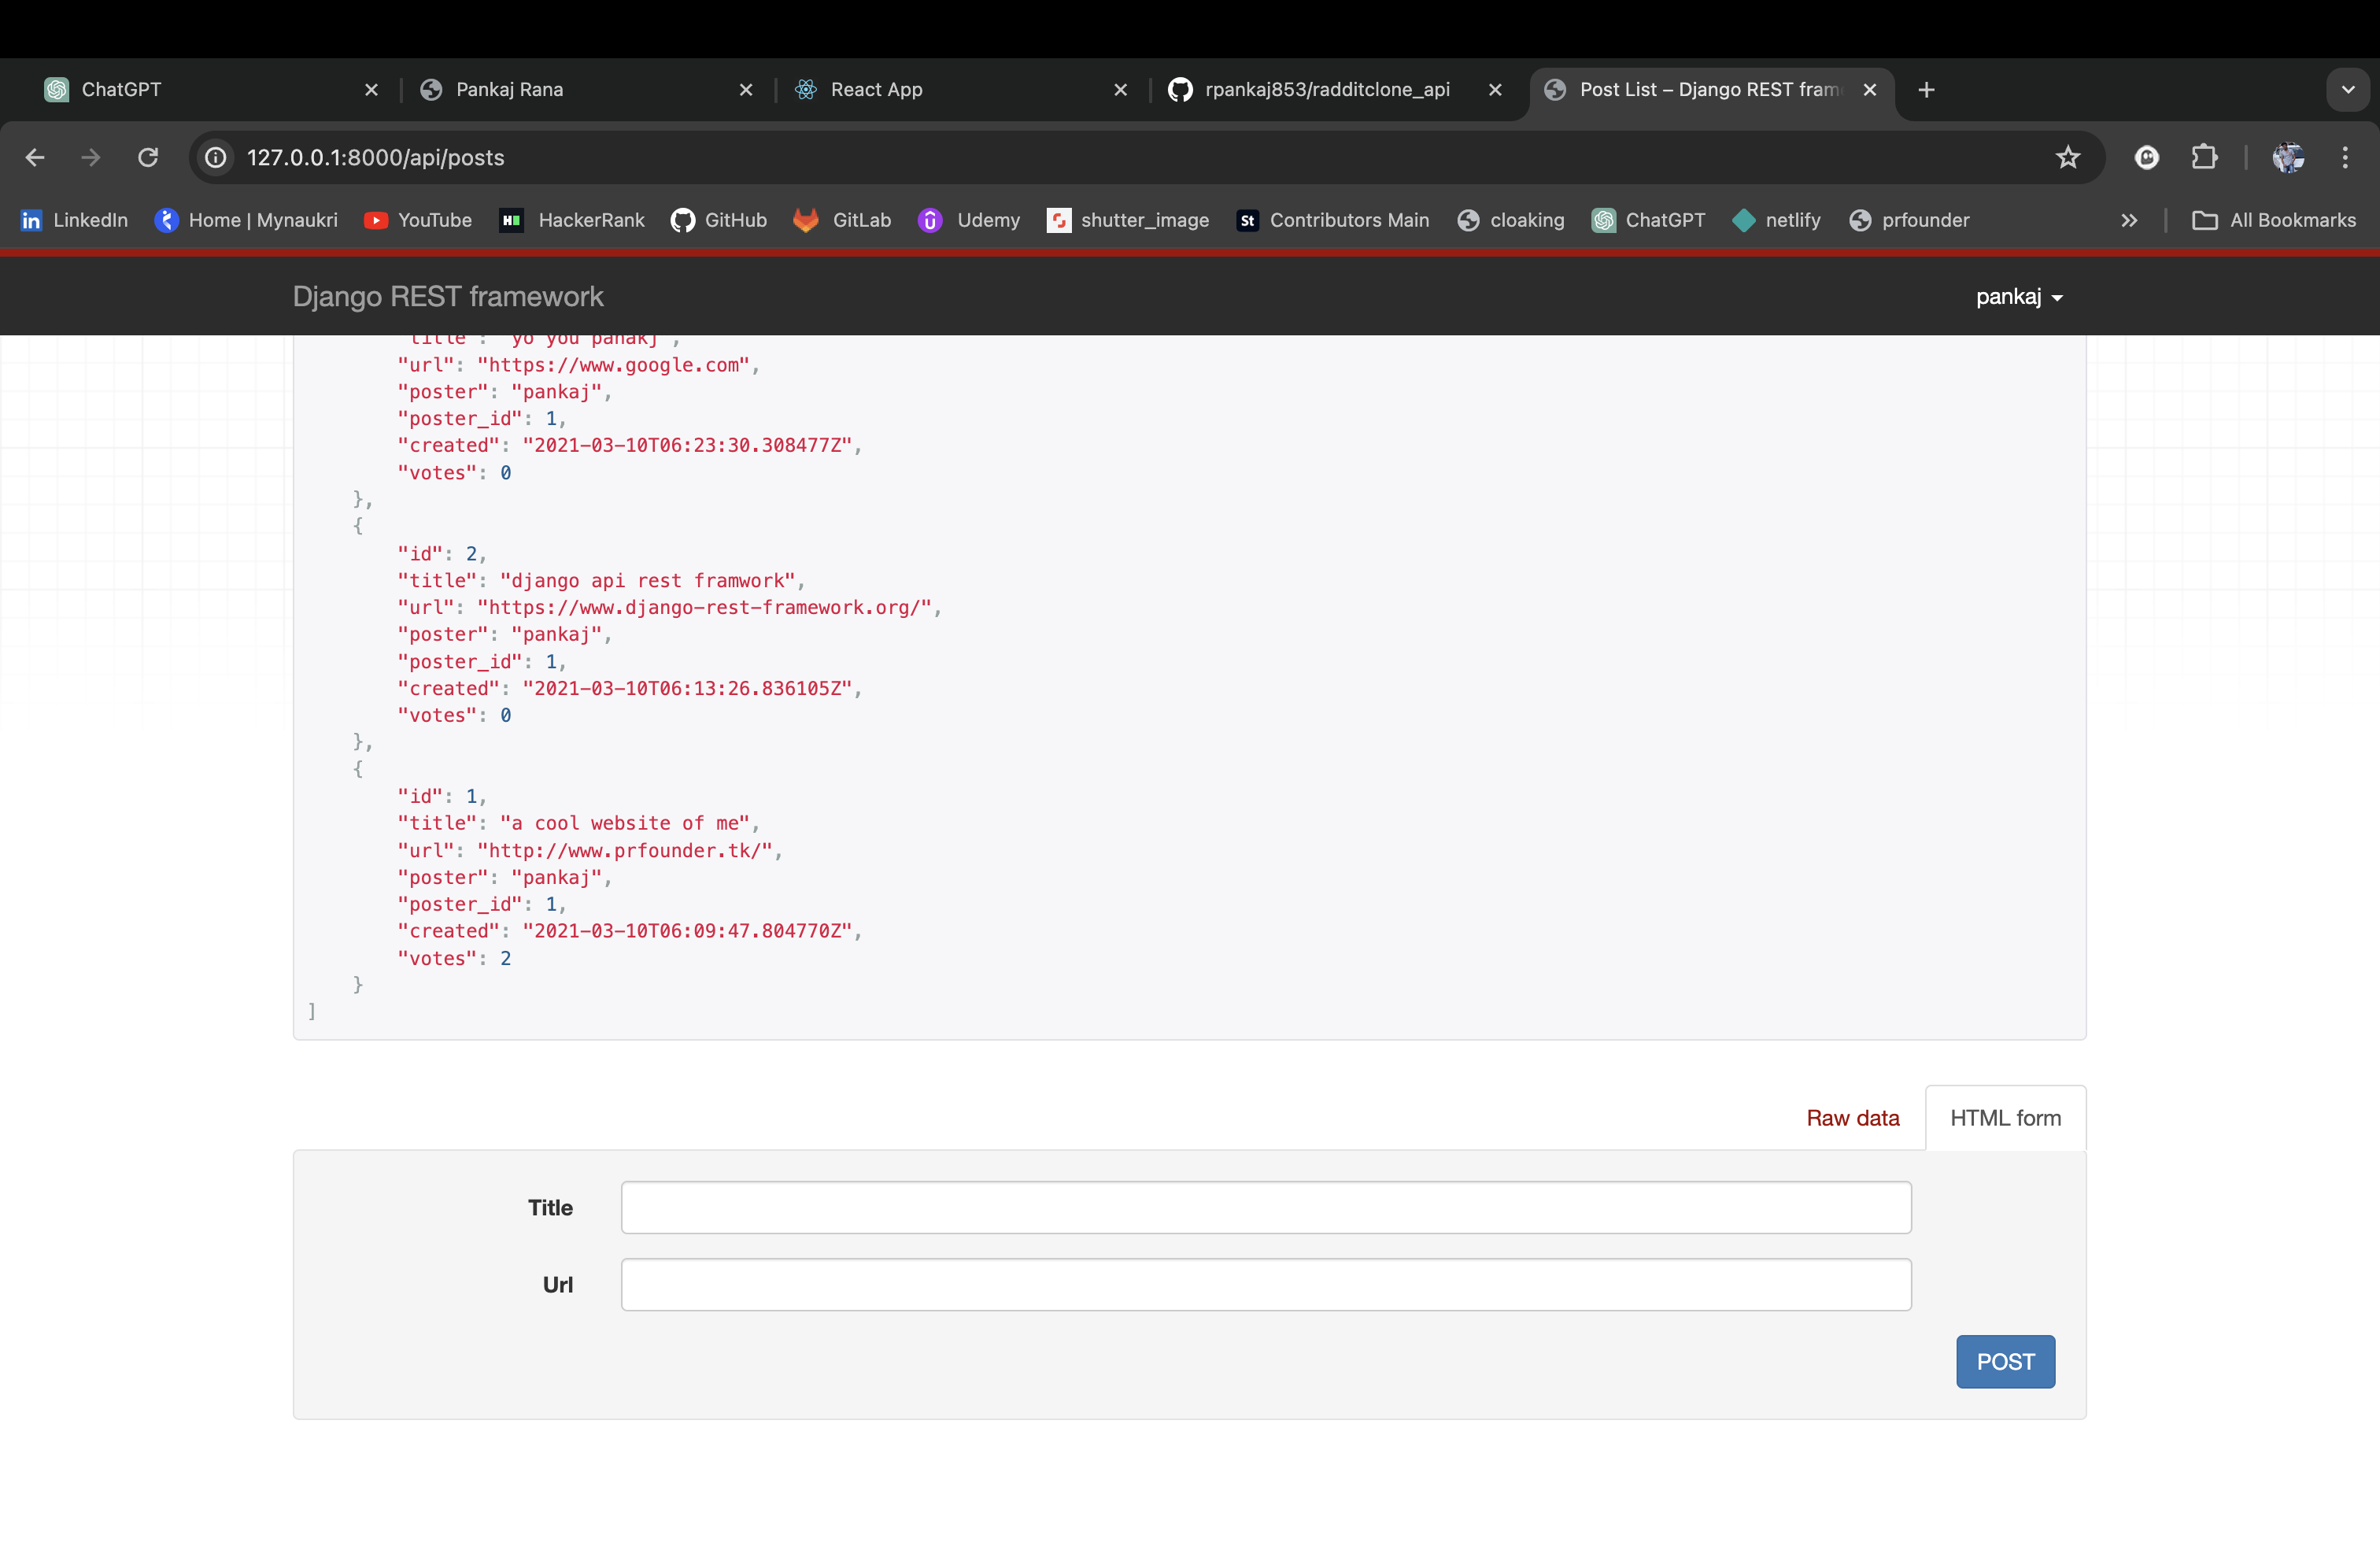 ChatGPT
Pankaj Rana
React App
rpankaj853/radditclone_api
Post List – Django REST fram
127.0.0.1:8000/api/posts
LinkedIn
Home | Mynaukri
YouTube
HackerRank
GitHub
GitLab
Udemy
shutter_image
St
Contributors Main
cloaking
ChatGPT
netlify
prfounder
All Bookmarks
Django REST framework
pankaj
"title": "yo you panakj",
"url": "https://www.google.com",
"poster": "pankaj",
"poster_id": 1,
"created": "2021-03-10T06:23:30.308477Z",
"votes": 0
},
{
"id": 2,
"title": "django api rest framwork",
"url": "https://www.django-rest-framework.org/",
"poster": "pankaj",
"poster_id": 1,
"created": "2021-03-10T06:13:26.836105Z",
"votes": 0
},
{
"id": 1,
"title": "a cool website of me",
"url": "http://www.prfounder.tk/",
"poster": "pankaj",
"poster_id": 1,
"created": "2021-03-10T06:09:47.804770Z",
"votes": 2
}
]
Raw data
HTML form
Title
Url
POST